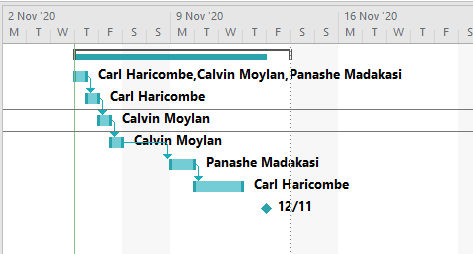 2 Nov '20 9 Nov '20 16 Nov '20
M T W T F S S M T W T F S S M T W T F S
Carl Haricombe,Calvin Moylan,Panashe Madakasi
Carl Haricombe
Calvin Moylan
Calvin Moylan
Panashe Madakasi
Carl Haricombe
12/11